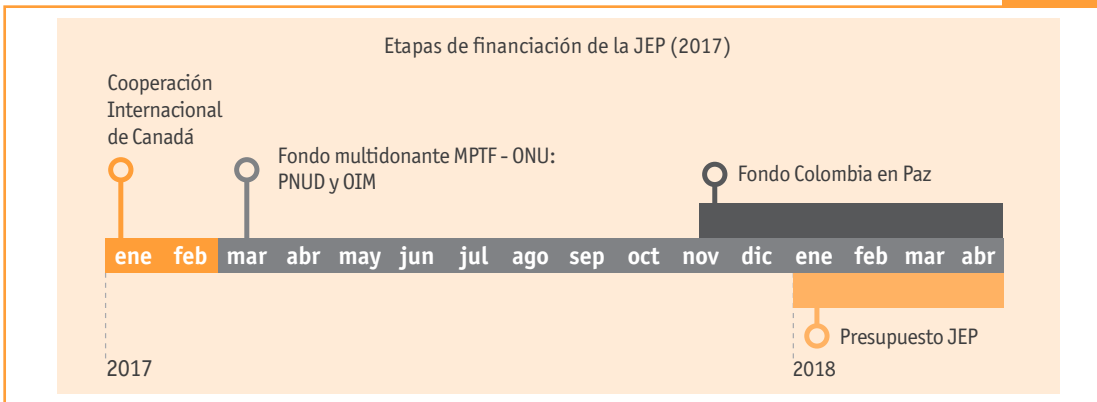 Etapas de financiación de la JEP (2017)
Cooperación
Internacional
de Canadá
Fondo multidonante MPTF - ONU:
PNUD y OIM
Fondo Colombia en Paz
ene feb mar abr may jun jul ago sep oct nov dic ene feb mar abr
Presupuesto JEP
2017
2018